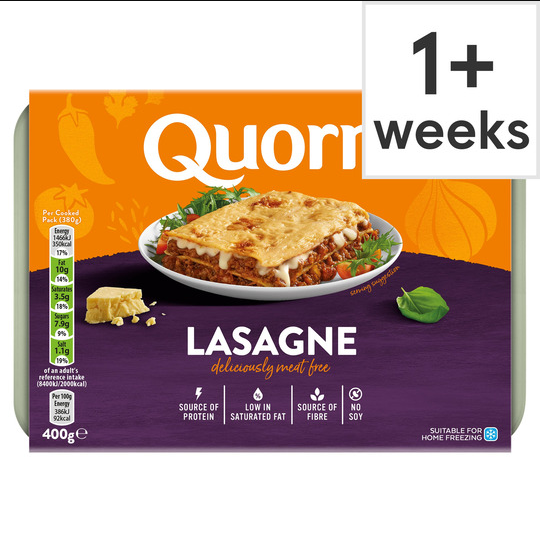 1+
weeks
Quorn
Per Cooked
Pack (380g)
Energy
1466kJ
350kcal
17%
Fat
10g
14%
Saturates
3.5g
18%
Sugars
7.9g
9%
Salt
1.1g
19%
of an adult's
reference intake
(8400kJ/2000kcal)
Per 100g
Energy
386kJ
92kcal
400g℮
serving suggestion
LASAGNE
deliciously meat free
SOURCE OF
PROTEIN
LOW IN
SATURATED FAT
SOURCE OF
FIBRE
NO
SOY
SUITABLE FOR
HOME FREEZING